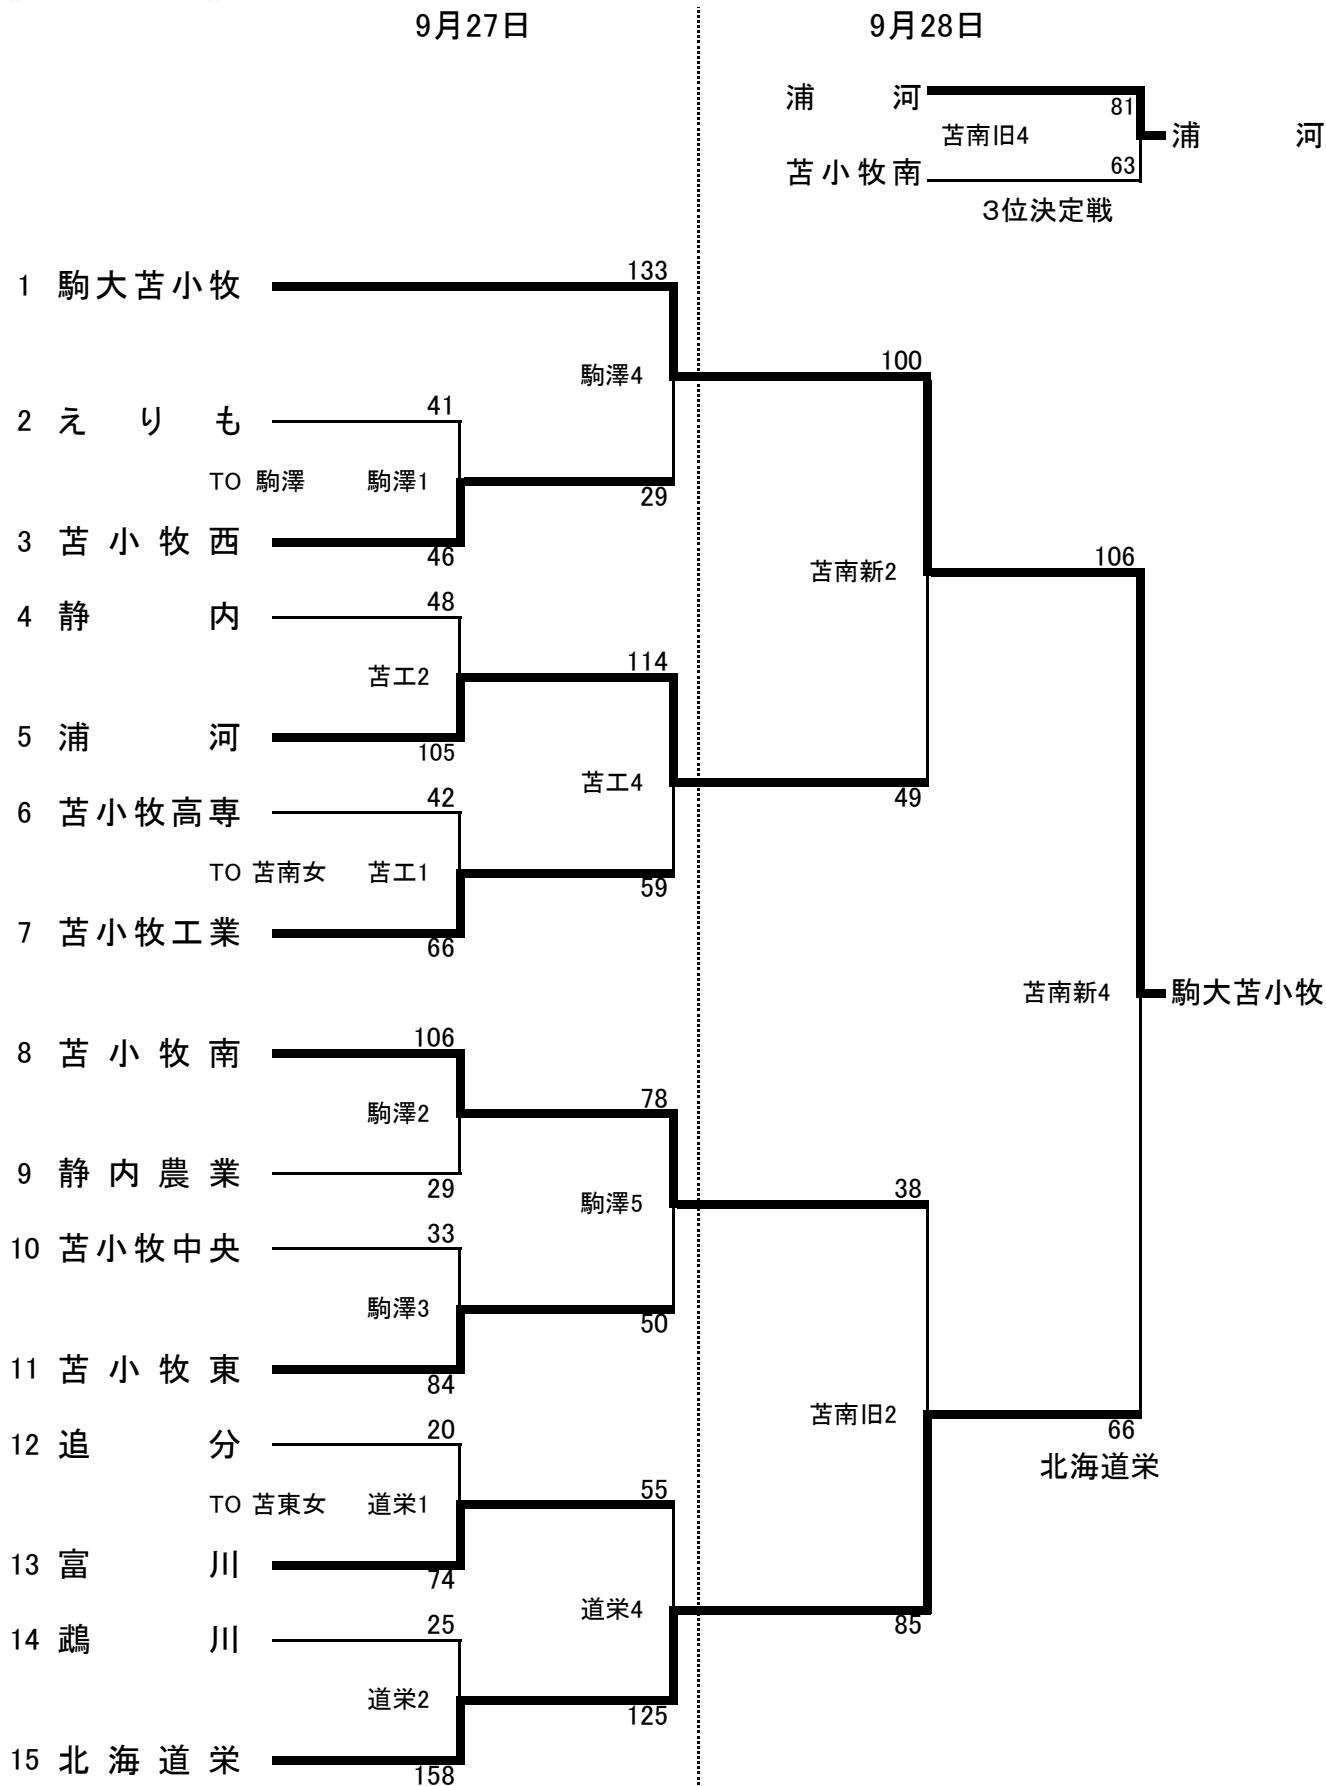 9月27日 9月28日
浦 河 81
苫南旧4 浦 河
苫小牧南 63
3位決定戦
133
1 駒大苫小牧
駒澤4 100
2 えりも 41
TO 駒澤 駒澤1
29
3 苫小牧西 46
苫南新2 106
4 静 内 48
苫工2 114
5 浦 河 105
苫工4 49
6 苫小牧高専 42
TO 苫南女 苫工1 59
7 苫小牧工業 66
苫南新4 駒大苫小牧
8 苫小牧南 106
駒澤2 78
9 静内農業 29
駒澤5 38
10 苫小牧中央 33
駒澤3 50
11 苫小牧東 84
苫南旧2 66
北海道栄
12 追 分 20
TO 苫東女 道栄1 55
13 富 川 74
道栄4 85
14 鵡 川 25
道栄2 125
15 北海道栄 158